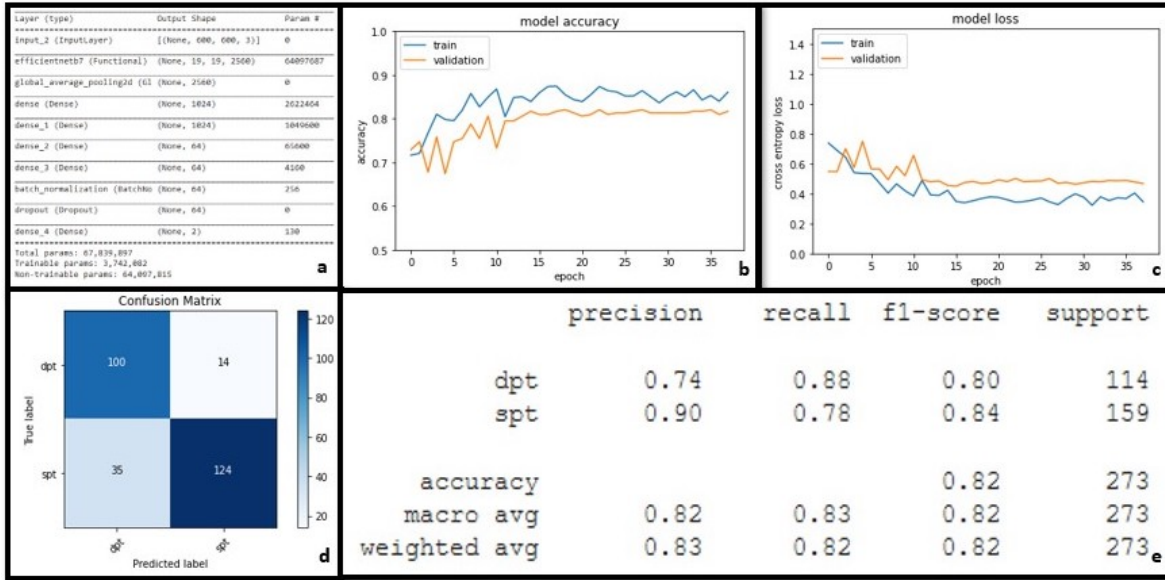 Layer (type) Output Shape Param #
input_2 (InputLayer) [(None, 600, 600, 3)] 0
efficientnetb7 (Functional) (None, 19, 19, 2560) 64097687
global_average_pooling2d (Gl (None, 2560) 0
dense (Dense) (None, 1024) 2622464
dense_1 (Dense) (None, 1024) 1049600
dense_2 (Dense) (None, 64) 65600
dense_3 (Dense) (None, 64) 4160
batch_normalization (BatchNo (None, 64) 256
dropout (Dropout) (None, 64) 0
dense_4 (Dense) (None, 2) 130
Total params: 67,839,897
Trainable params: 3,742,082
Non-trainable params: 64,097,815
a
model accuracy
train
validation
1.0
0.9
0.8
0.7
0.6
0.5
accuracy
0 5 10 15 20 25 30 35
epoch
b
model loss
train
validation
1.4
1.2
1.0
0.8
0.6
0.4
0.2
0.0
cross entropy loss
0 5 10 15 20 25 30 35
epoch
c
Confusion Matrix
dpt 100 14
spt 35 124
True label
dpt spt
Predicted label
120
100
80
60
40
20
d
precision recall f1-score support
dpt 0.74 0.88 0.80 114
spt 0.90 0.78 0.84 159
accuracy 0.82 273
macro avg 0.82 0.83 0.82 273
weighted avg 0.83 0.82 0.82 273
e